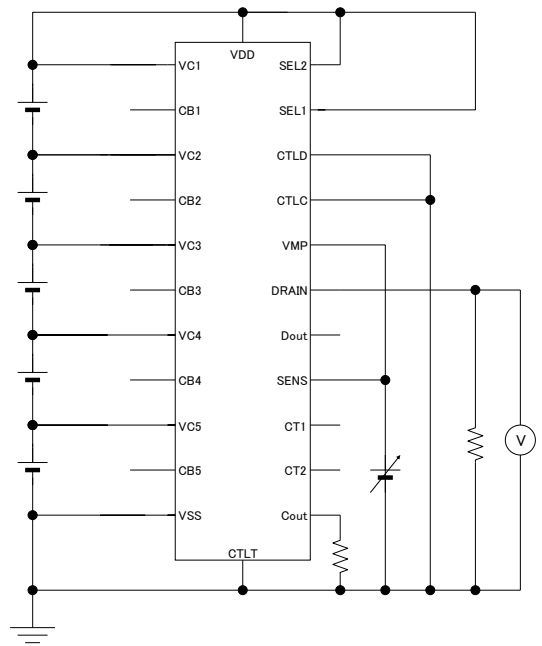 VDD
VC1
CB1
VC2
CB2
VC3
CB3
VC4
CB4
VC5
CB5
VSS
SEL2
SEL1
CTLD
CTLC
VMP
DRAIN
Dout
SENS
CT1
CT2
Cout
CTLT
V